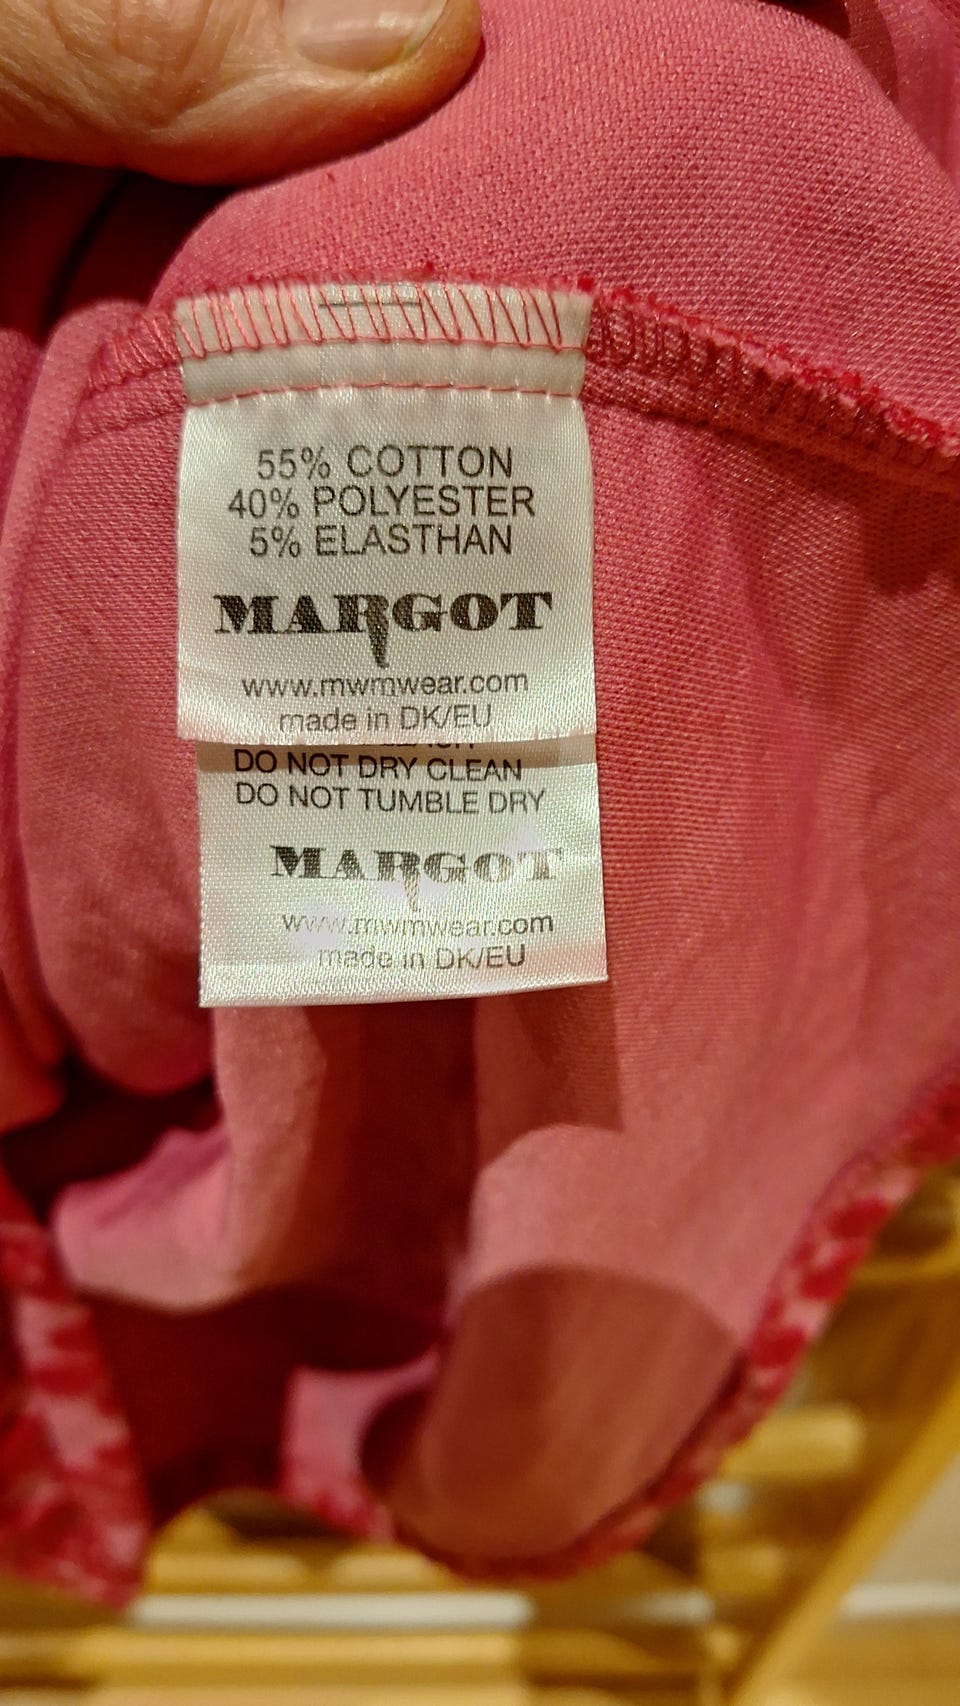 55% COTTON
40% POLYESTER
5% ELASTHAN
MARGOT
www.mwmwear.com
made in DK/EU
DO NOT DRY CLEAN
DO NOT TUMBLE DRY
MARGOT
www.mwmwear.com
made in DK/EU